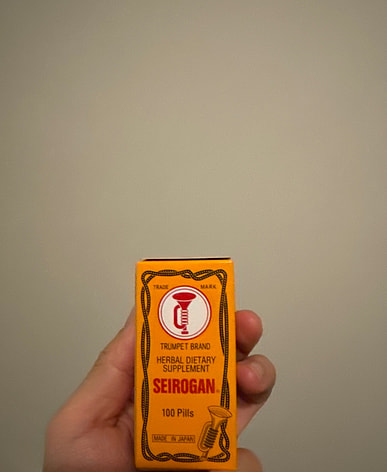 TRADE MARK
TRUMPET BRAND
HERBAL DIETARY
SUPPLEMENT
SEIROGAN®
100 Pills
MADE IN JAPAN